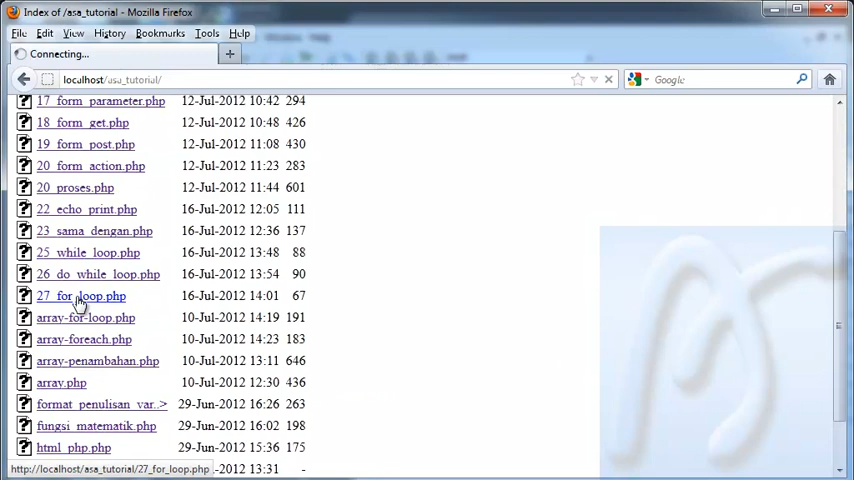 Index of /asa_tutorial - Mozilla Firefox
File Edit View History Bookmarks Tools Help
Connecting...
localhost/asa_tutorial/
Google
17_form_parameter.php 12-Jul-2012 10:42 294
18_form_get.php 12-Jul-2012 10:48 426
19_form_post.php 12-Jul-2012 11:08 430
20_form_action.php 12-Jul-2012 11:23 283
20_proses.php 12-Jul-2012 11:44 601
22_echo_print.php 16-Jul-2012 12:05 111
23_sama_dengan.php 16-Jul-2012 12:36 137
25_while_loop.php 16-Jul-2012 13:48 88
26_do_while_loop.php 16-Jul-2012 13:54 90
27_for_loop.php 16-Jul-2012 14:01 67
array-for-loop.php 10-Jul-2012 14:19 191
array-foreach.php 10-Jul-2012 14:23 183
array-penambahan.php 10-Jul-2012 13:11 646
array.php 10-Jul-2012 12:30 436
format_penulisan_var..> 29-Jun-2012 16:26 263
fungsi_matematik.php 29-Jun-2012 16:02 198
html_php.php 29-Jun-2012 15:36 175
http://localhost/asa_tutorial/27_for_loop.php -2012 13:31 -